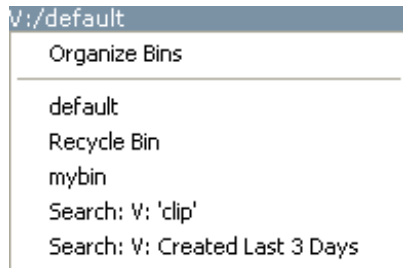 V:/default
Organize Bins
default
Recycle Bin
mybin
Search: V: 'clip'
Search: V: Created Last 3 Days